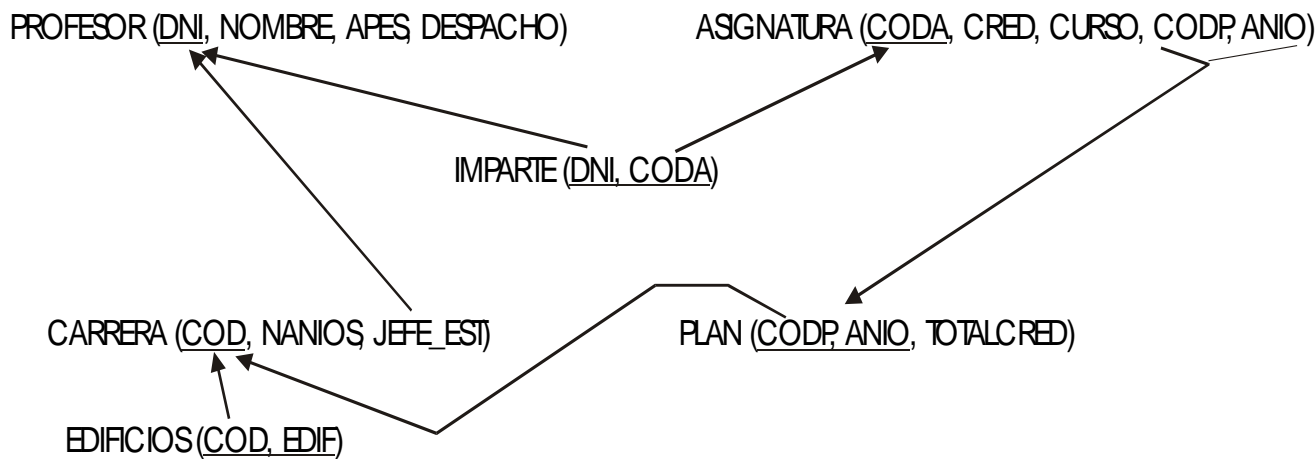 PROFESOR (DNI, NOMBRE, APES, DESPACHO) ASIGNATURA (CODA, CRED, CURSO, CODP, ANIO)
IMPARTE (DNI, CODA)
CARRERA (COD, NANIOS, JEFE_EST) PLAN (CODP, ANIO, TOTALCRED)
EDIFICIOS (COD, EDIF)